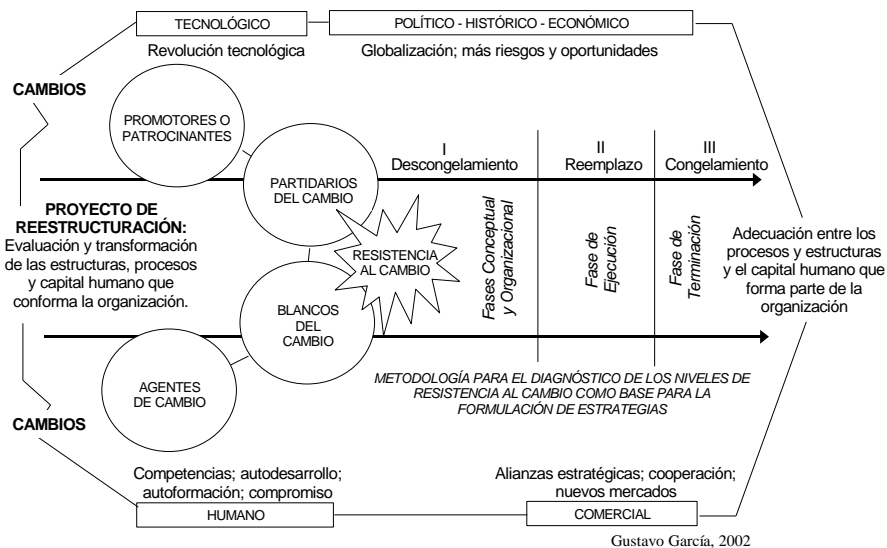 TECNOLÓGICO
POLÍTICO - HISTÓRICO - ECONÓMICO
Revolución tecnológica
Globalización; más riesgos y oportunidades
CAMBIOS
PROMOTORES O
PATROCINANTES
I
Descongelamiento
II
Reemplazo
III
Congelamiento
PARTIDARIOS
DEL CAMBIO
PROYECTO DE
REESTRUCTURACIÓN:
Evaluación y transformación
de las estructuras, procesos
y capital humano que
conforma la organización.
RESISTENCIA
AL CAMBIO
Fases Conceptual
y Organizacional
Fase de
Ejecución
Fase de
Terminación
Adecuación entre los
procesos y estructuras
y el capital humano que
forma parte de la
organización
BLANCOS
DEL
CAMBIO
AGENTES
DE CAMBIO
METODOLOGÍA PARA EL DIAGNÓSTICO DE LOS NIVELES DE
RESISTENCIA AL CAMBIO COMO BASE PARA LA
FORMULACIÓN DE ESTRATEGIAS
CAMBIOS
Competencias; autodesarrollo;
autoformación; compromiso
Alianzas estratégicas; cooperación;
nuevos mercados
HUMANO
COMERCIAL
Gustavo García, 2002